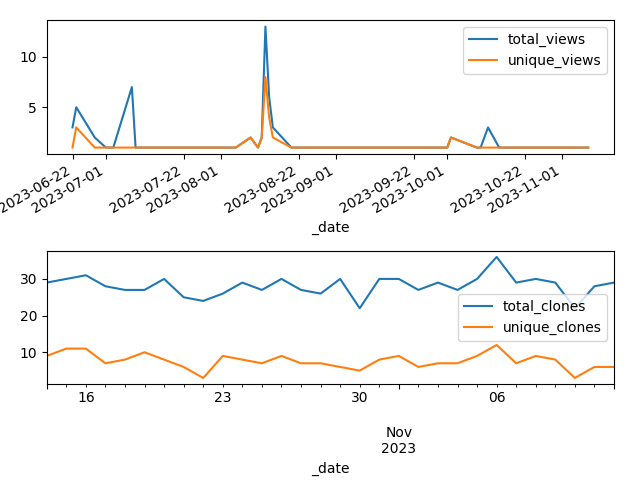 10
5
total_views
unique_views
2023-06-22
2023-07-01
2023-07-22
2023-08-01
2023-08-22
2023-09-01
2023-09-22
2023-10-01
2023-10-22
2023-11-01
_date
30
20
10
total_clones
unique_clones
16
23
30
06
Nov
2023
_date